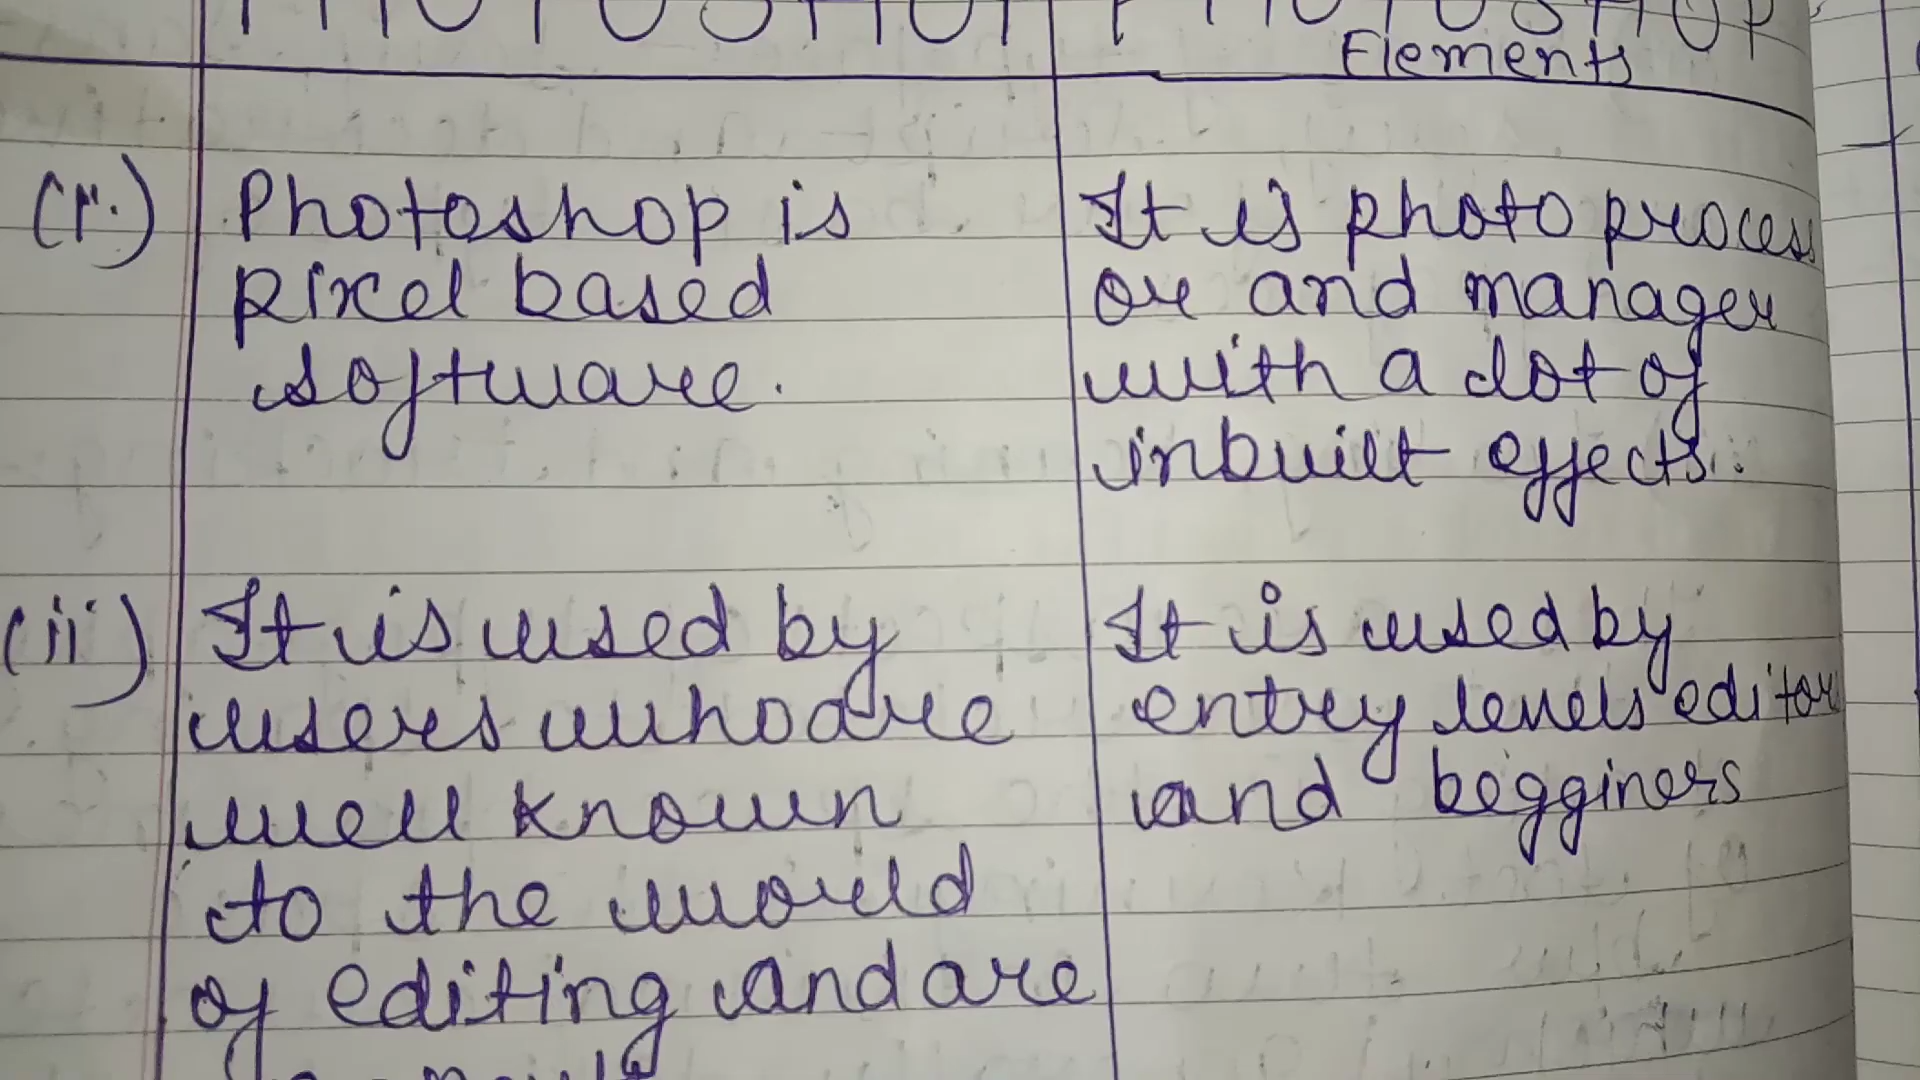 PHOTOSHOP PHOTOSHOP
Elements
(i.) Photoshop is
pixel based
software.
It is photo process
or and manager
with a lot of
inbuilt effects.
(ii) It is used by
users who are
well known
to the world
of editing and are
It is used by
entry levels editor
and begginers